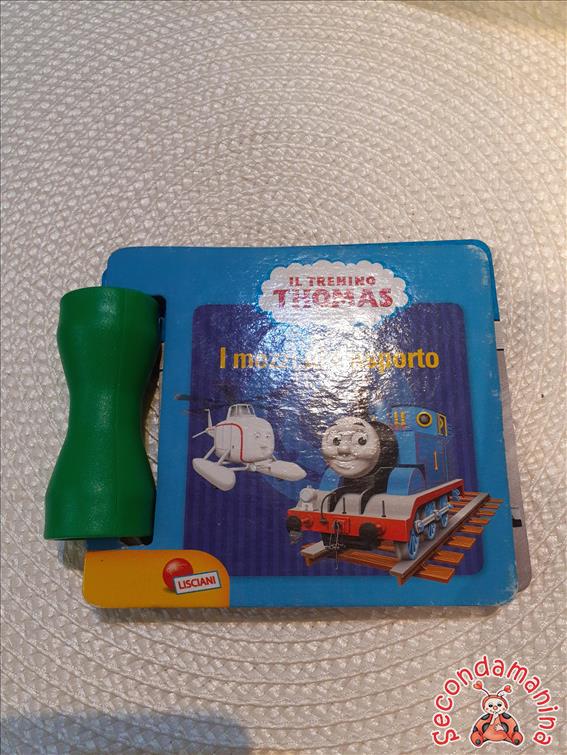 IL TRENINO
THOMAS
I mezzi di trasporto
LISCIANI
Secondamanina